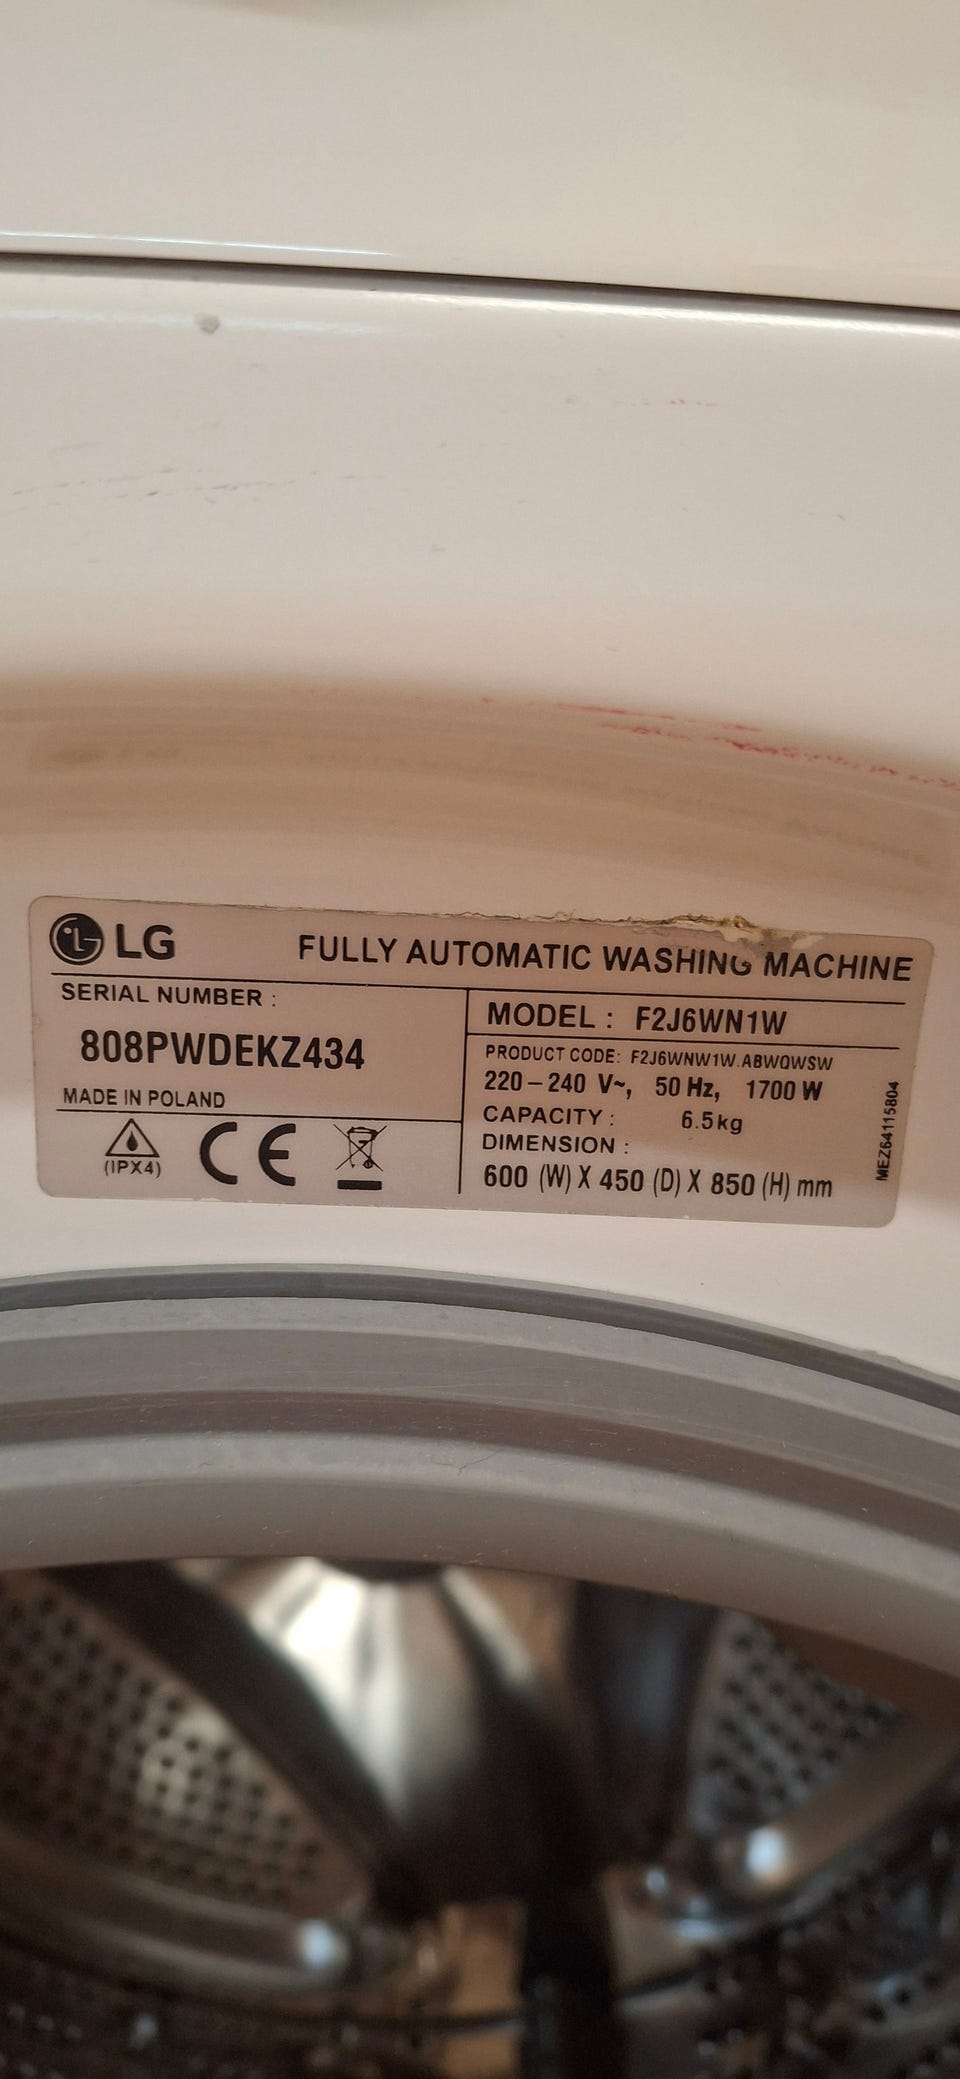 LG FULLY AUTOMATIC WASHING MACHINE
SERIAL NUMBER :
808PWDEKZ434
MADE IN POLAND
(IPX4)
CE
MODEL : F2J6WN1W
PRODUCT CODE: F2J6WNW1W.ABWQWSW
220-240 V~, 50 Hz, 1700 W
CAPACITY : 6.5kg
DIMENSION :
600 (W) X 450 (D) X 850 (H) mm
MEZ64115804